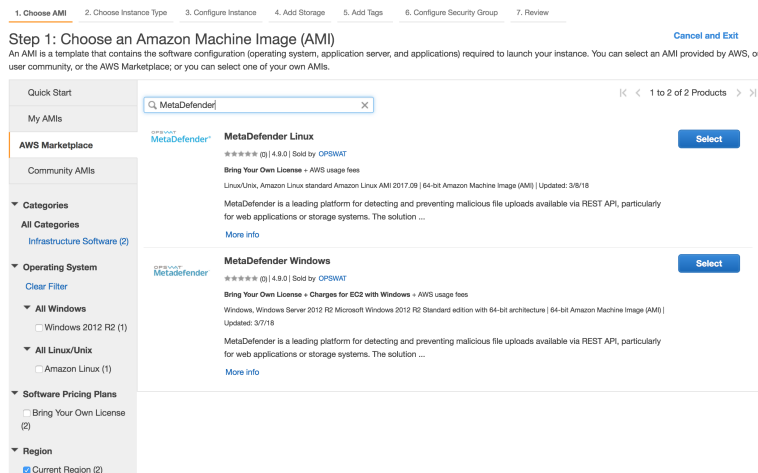 1. Choose AMI 2. Choose Instance Type 3. Configure Instance 4. Add Storage 5. Add Tags 6. Configure Security Group 7. Review
Step 1: Choose an Amazon Machine Image (AMI)
Cancel and Exit
An AMI is a template that contains the software configuration (operating system, application server, and applications) required to launch your instance. You can select an AMI provided by AWS, o
user community, or the AWS Marketplace; or you can select one of your own AMIs.
Quick Start
My AMIs
AWS Marketplace
Community AMIs
Categories
All Categories
Infrastructure Software (2)
Operating System
Clear Filter
All Windows
Windows 2012 R2 (1)
All Linux/Unix
Amazon Linux (1)
Software Pricing Plans
Bring Your Own License
(2)
Region
Current Region (2)
1 to 2 of 2 Products
MetaDefender
OPSWAT
MetaDefender
MetaDefender Linux
Select
(0) | 4.9.0 | Sold by OPSWAT
Bring Your Own License + AWS usage fees
Linux/Unix, Amazon Linux standard Amazon Linux AMI 2017.09 | 64-bit Amazon Machine Image (AMI) | Updated: 3/8/18
MetaDefender is a leading platform for detecting and preventing malicious file uploads available via REST API, particularly
for web applications or storage systems. The solution ...
More info
OPSWAT
Metadefender
MetaDefender Windows
Select
(0) | 4.9.0 | Sold by OPSWAT
Bring Your Own License + Charges for EC2 with Windows + AWS usage fees
Windows, Windows Server 2012 R2 Microsoft Windows 2012 R2 Standard edition with 64-bit architecture | 64-bit Amazon Machine Image (AMI) |
Updated: 3/7/18
MetaDefender is a leading platform for detecting and preventing malicious file uploads available via REST API, particularly
for web applications or storage systems. The solution ...
More info